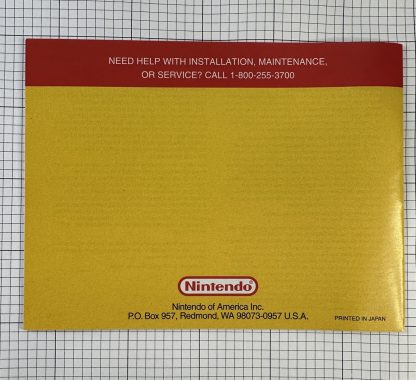 NEED HELP WITH INSTALLATION, MAINTENANCE,
OR SERVICE? CALL 1-800-255-3700
Nintendo®
Nintendo of America Inc.
P.O. Box 957, Redmond, WA 98073-0957 U.S.A.
PRINTED IN JAPAN